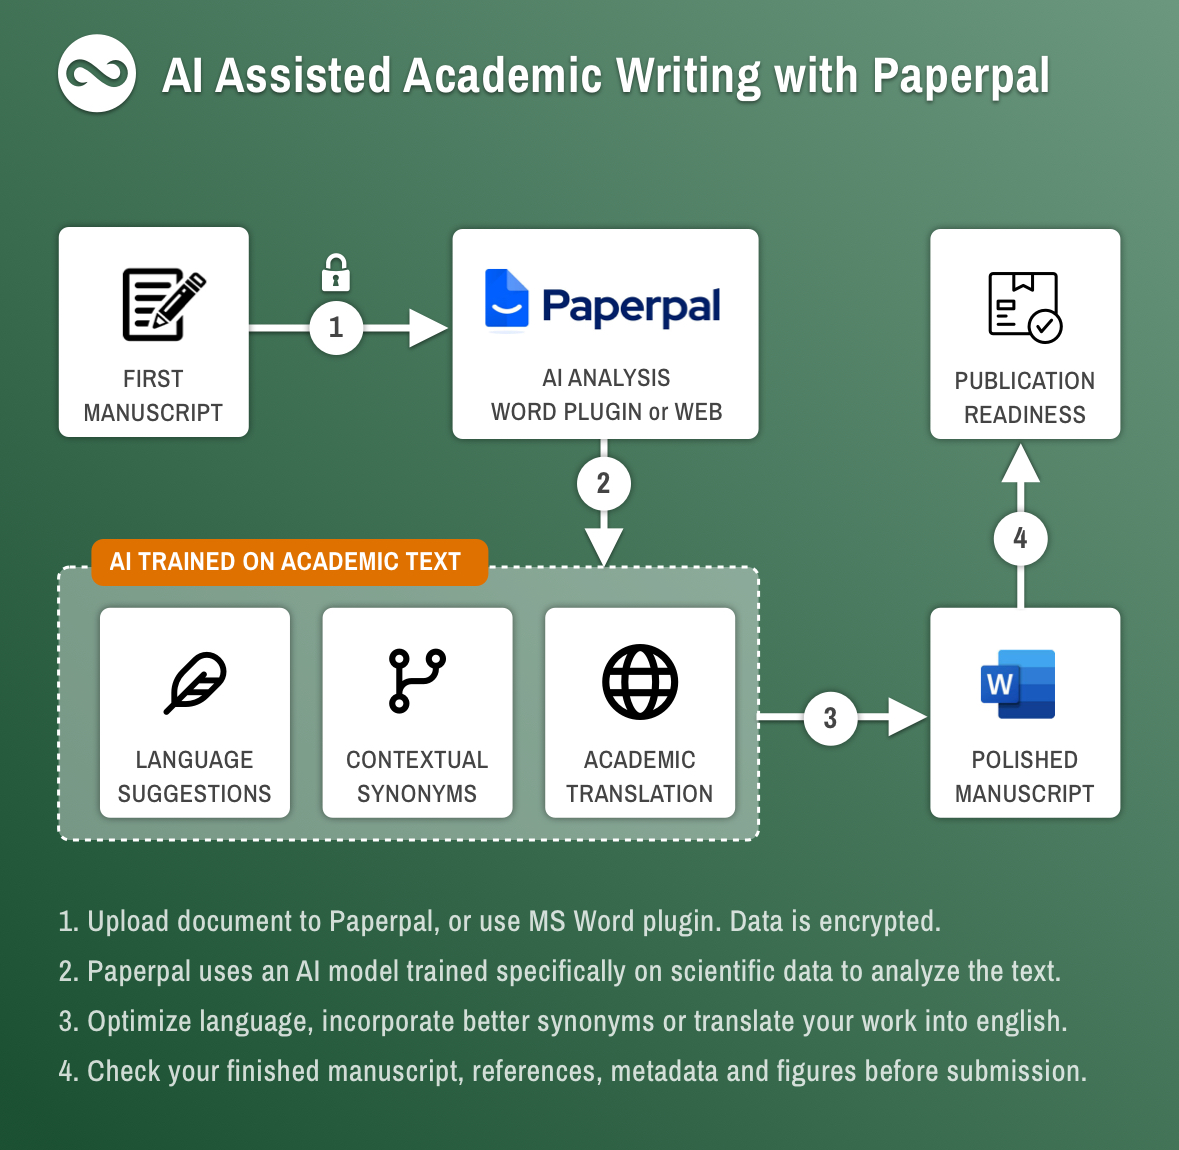 AI Assisted Academic Writing with Paperpal
FIRST
MANUSCRIPT
1
Paperpal
AI ANALYSIS
WORD PLUGIN or WEB
PUBLICATION
READINESS
2
4
AI TRAINED ON ACADEMIC TEXT
LANGUAGE
SUGGESTIONS
CONTEXTUAL
SYNONYMS
ACADEMIC
TRANSLATION
3
W
POLISHED
MANUSCRIPT
1. Upload document to Paperpal, or use MS Word plugin. Data is encrypted.
2. Paperpal uses an AI model trained specifically on scientific data to analyze the text.
3. Optimize language, incorporate better synonyms or translate your work into english.
4. Check your finished manuscript, references, metadata and figures before submission.